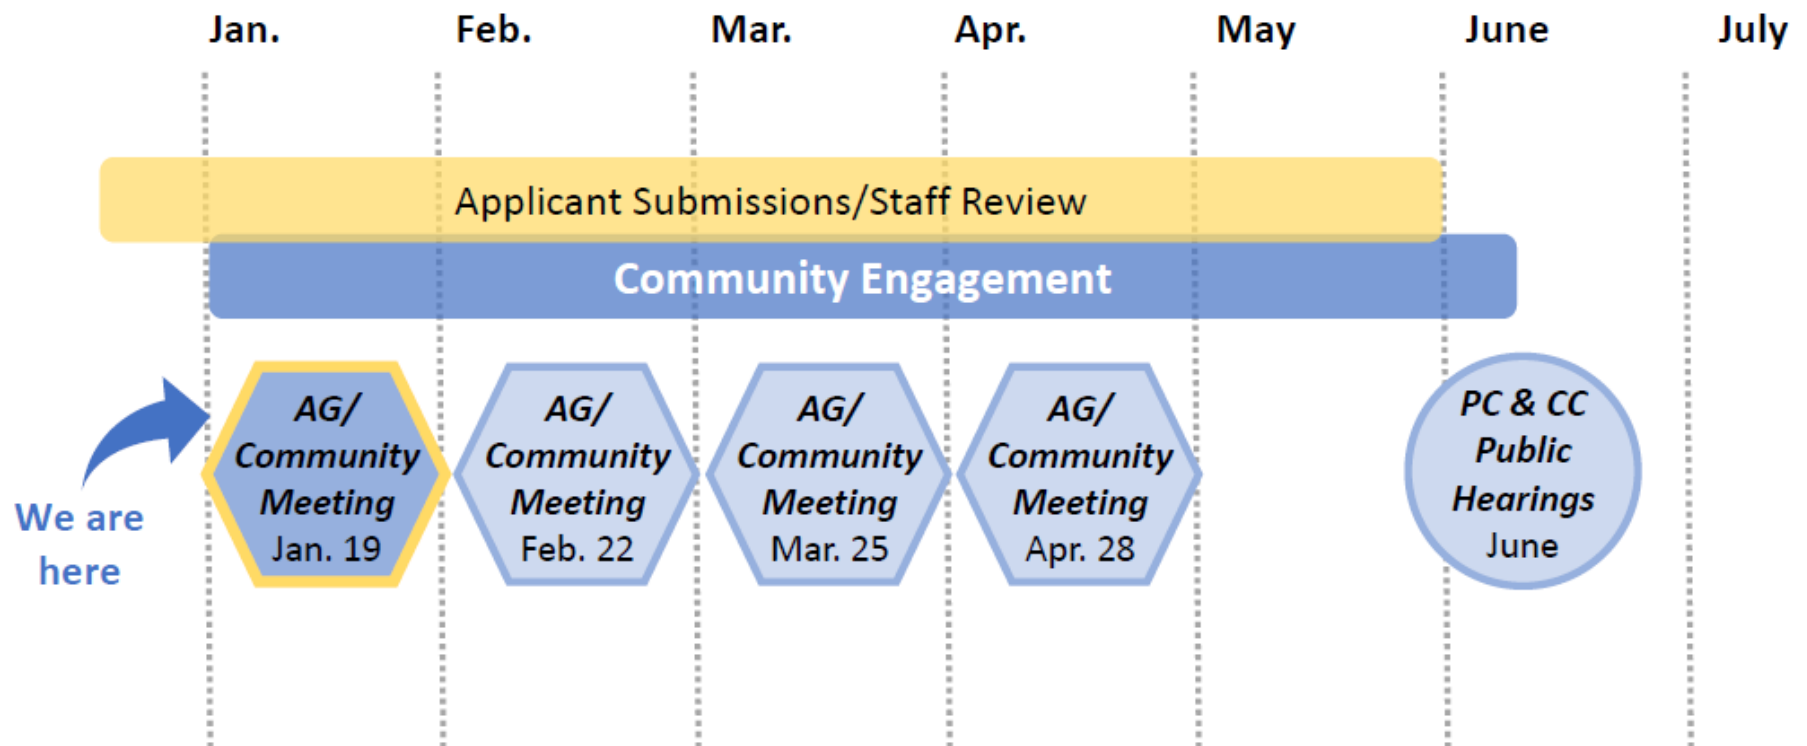 Jan.
Feb.
Mar.
Apr.
May
June
July
Applicant Submissions/Staff Review
Community Engagement
We are
here
AG/
Community
Meeting
Jan. 19
AG/
Community
Meeting
Feb. 22
AG/
Community
Meeting
Mar. 25
AG/
Community
Meeting
Apr. 28
PC & CC
Public
Hearings
June